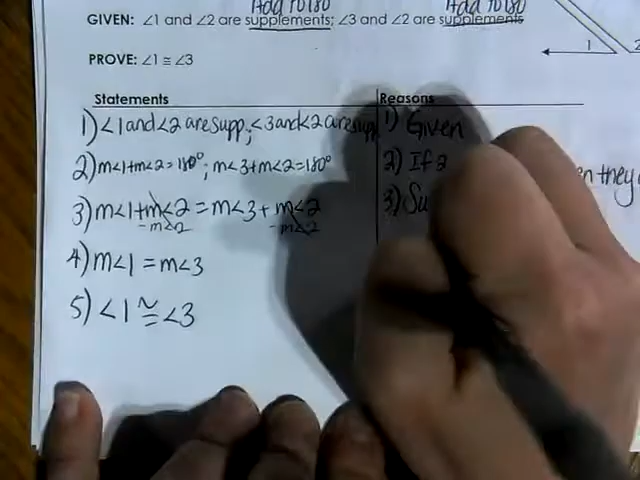 Add to 180 Add to 180
GIVEN: ∠1 and ∠2 are supplements; ∠3 and ∠2 are supplements
PROVE: ∠1 ≅ ∠3
1 2
Statements Reasons
1) <1 and <2 are supp; <3 and <2 are supp 1) Given
2) m<1+m<2=180°; m<3+m<2=180° 2) If 2 they
3) m<1+m<2 = m<3+m<2 3)
-m<2 -m<2
4) m<1 = m<3
5) <1 ≅ <3